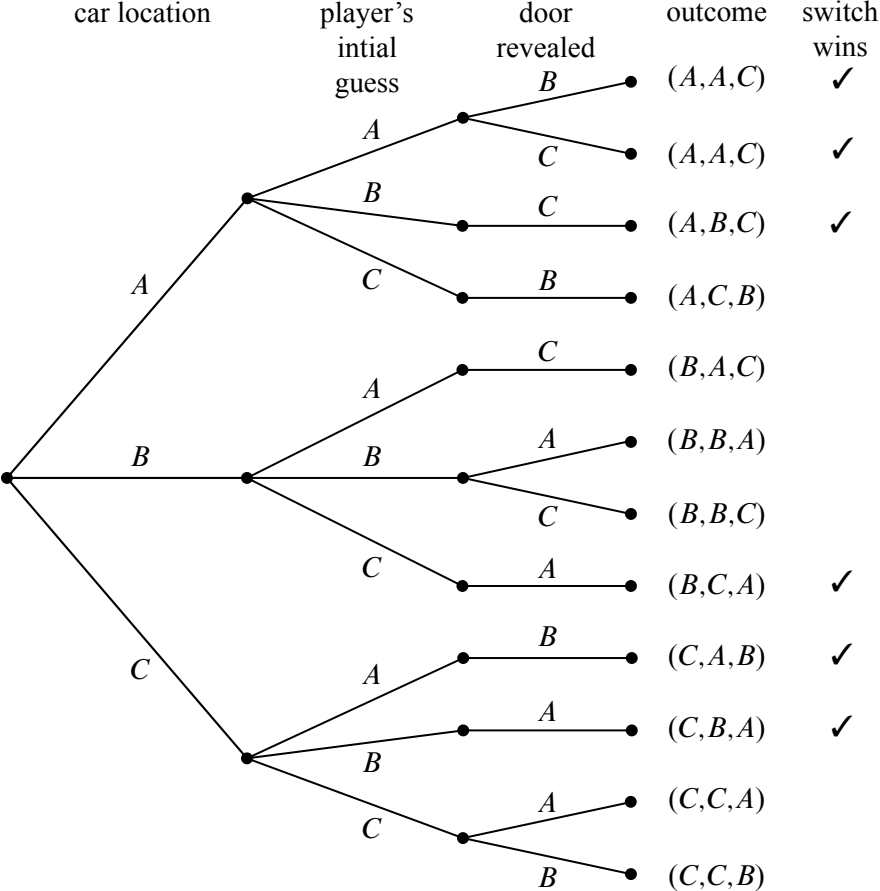 car location player’s intial guess door revealed outcome switch wins
B (A,A,C) ✓
A
C (A,A,C) ✓
B C (A,B,C) ✓
A C B (A,C,B)
C (B,A,C)
A
A (B,B,A)
B B
C (B,B,C)
C A (B,C,A) ✓
B (C,A,B) ✓
C A
A (C,B,A) ✓
B
A (C,C,A)
C
B (C,C,B)